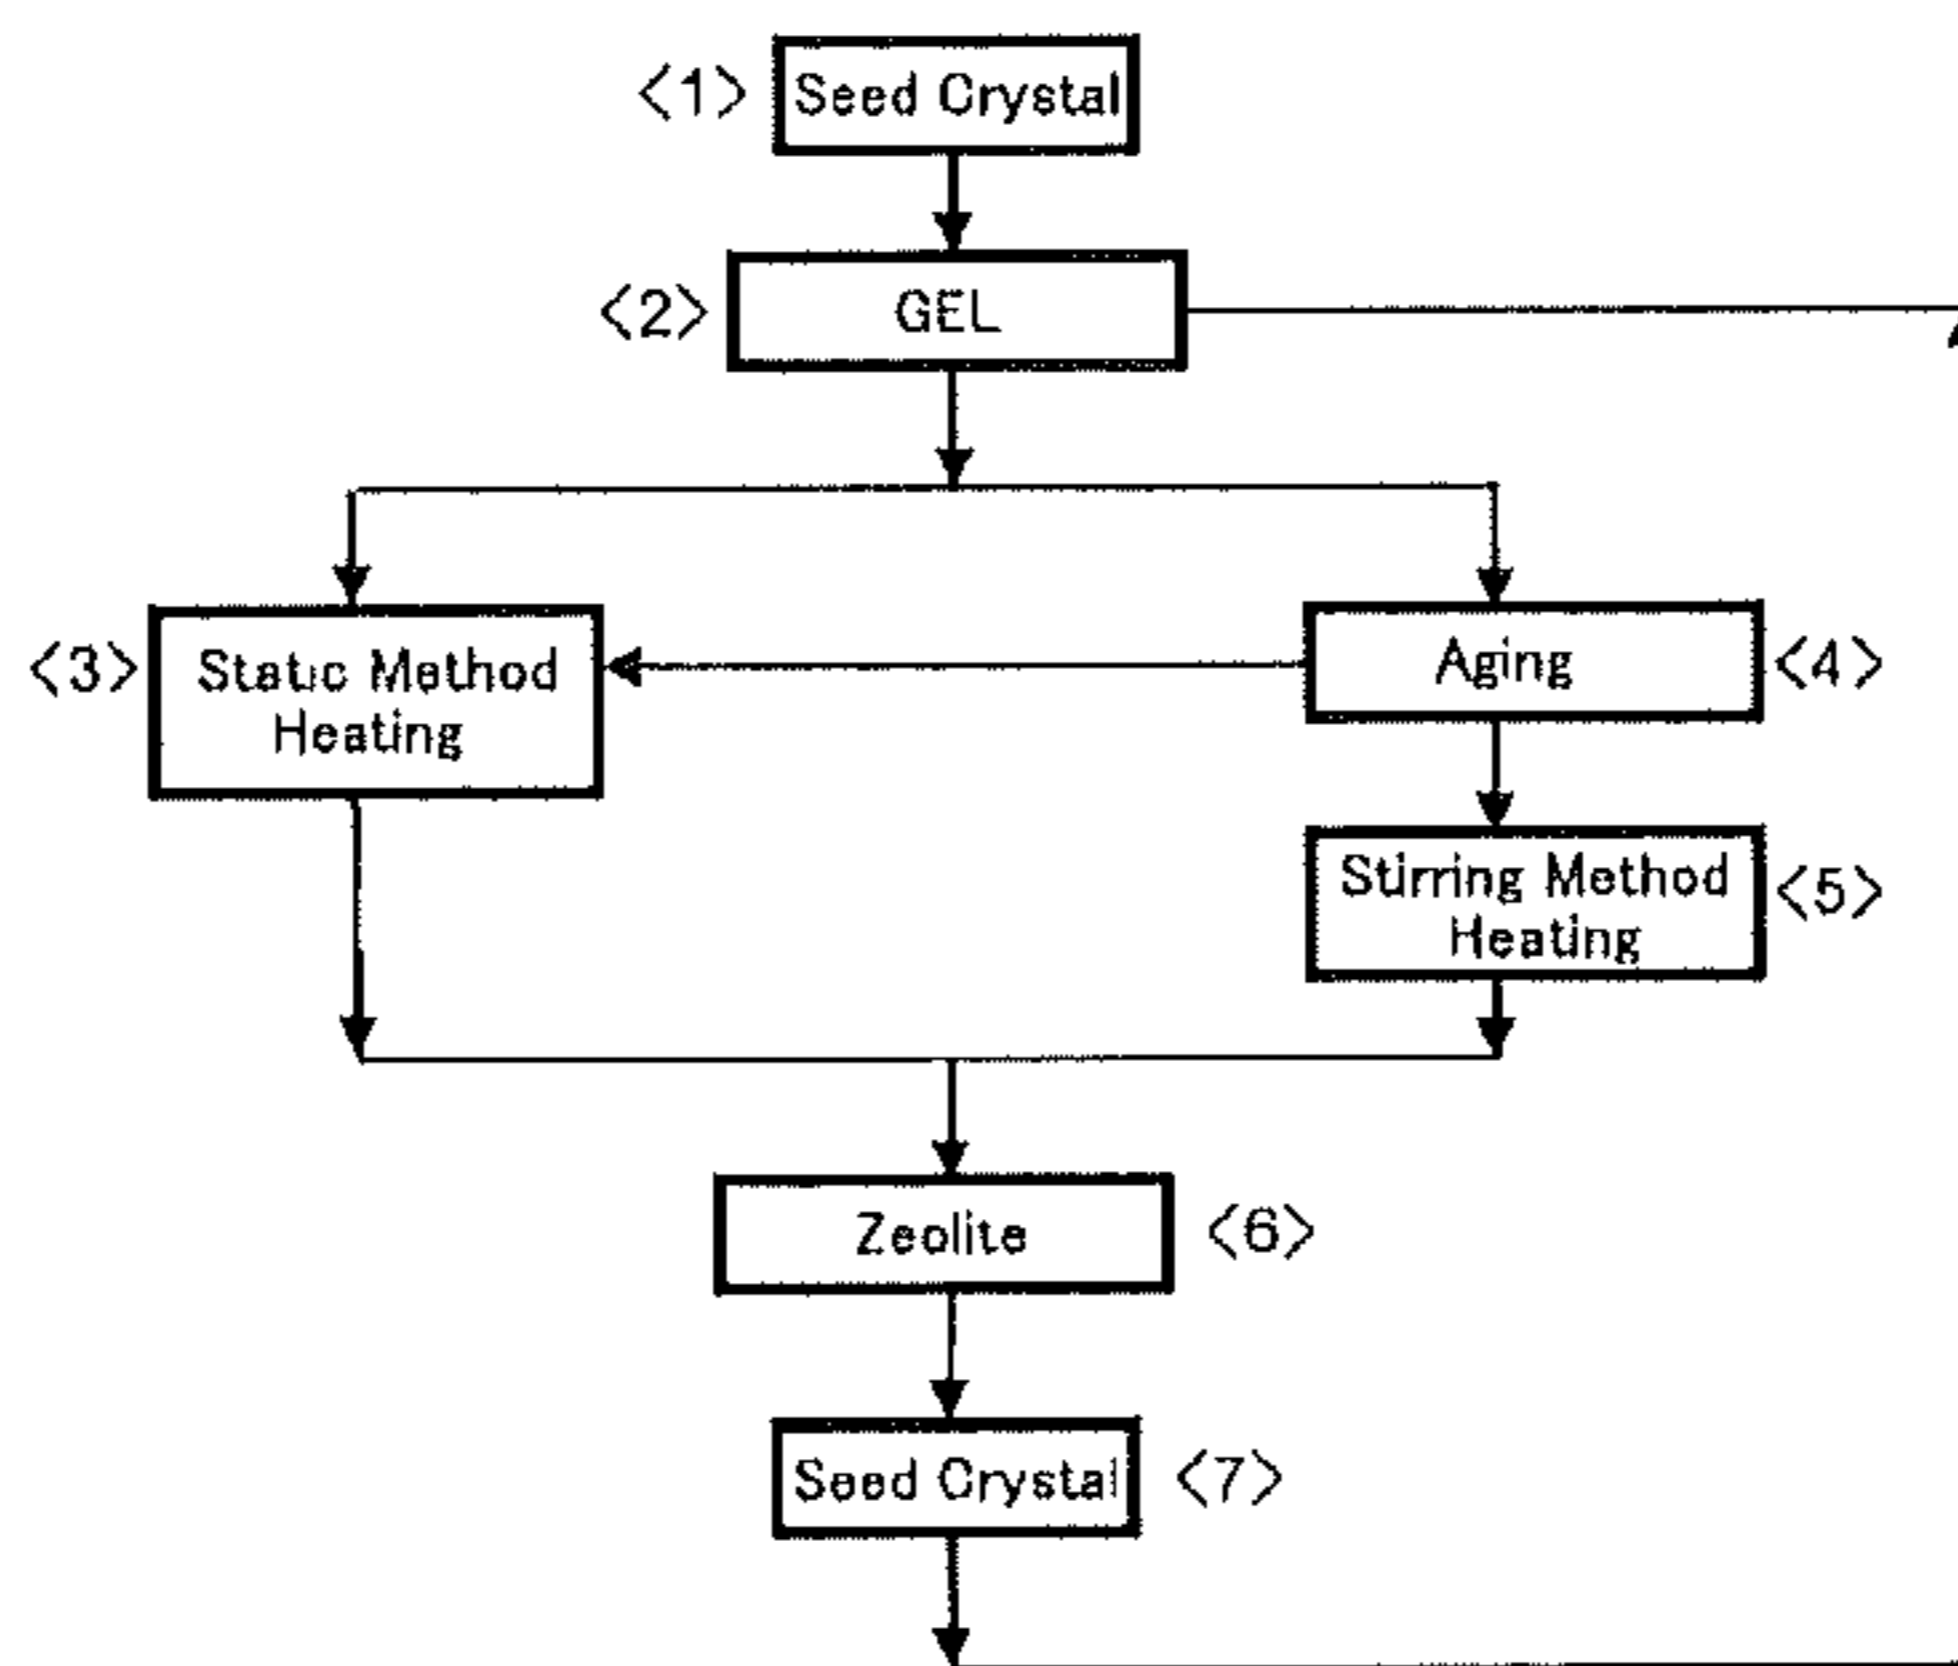 <1> Seed Crystal
<2> GEL
<3> Static Method
Heating
Aging <4>
Stirring Method
Heating <5>
Zeolite <6>
Seed Crystal <7>